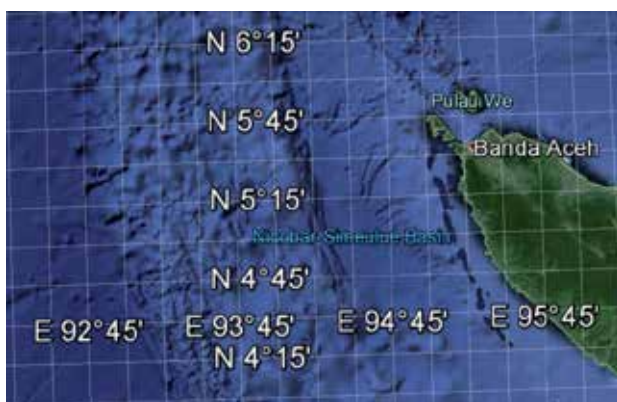 N 6°15'
Pulau We
N 5°45'
Banda Aceh
N 5°15'
Nicobar-Simeulue Basin
N 4°45'
E 92°45' E 93°45' E 94°45' E 95°45'
N 4°15'